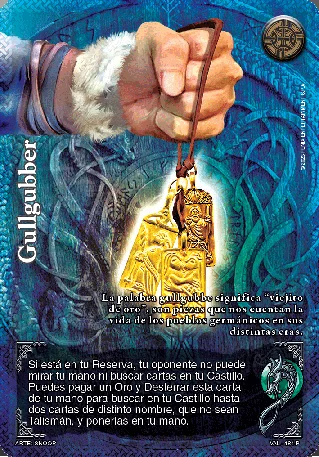 Gullgubber
La palabra gullgubbe significa "viejito
de oro", son piezas que nos cuentan la
vida de los pueblos germánicos en sus
distintas eras.
Si está en tu Reserva, tu oponente no puede
mirar tu mano ni buscar cartas en tu Castillo.
Puedes pagar un Oro y Desterrar esta carta
de tu mano para buscar en tu Castillo hasta
dos cartas de distinto nombre, que no sean
Talismán, y ponerlas en tu mano.